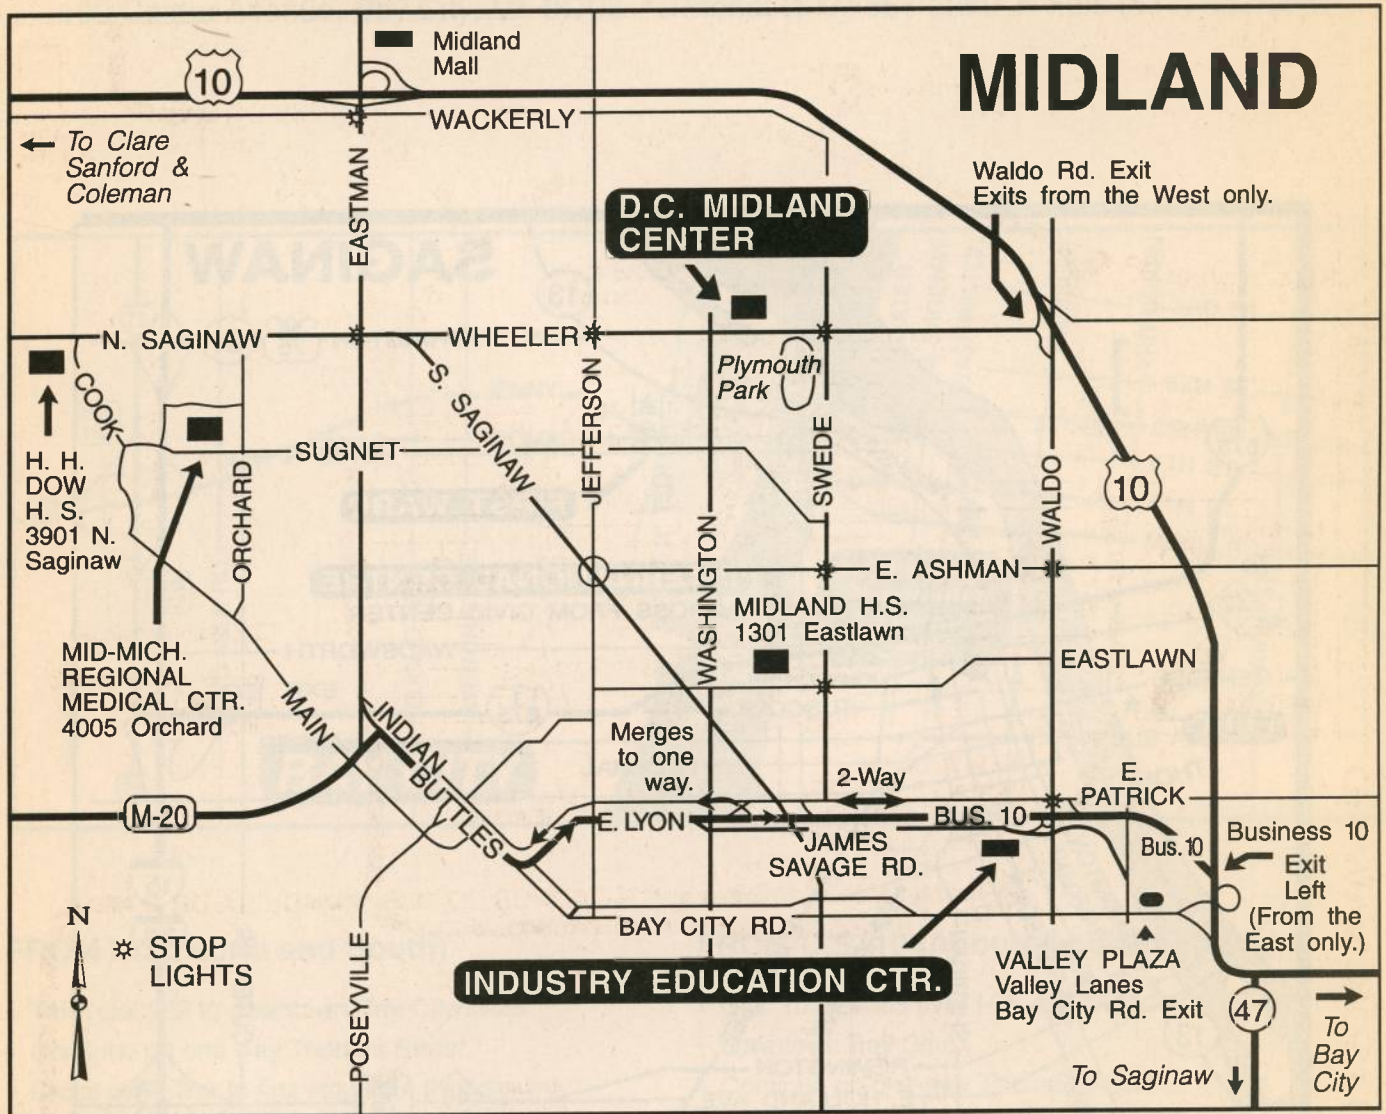 MIDLAND
10
Midland
Mall
WACKERLY
To Clare
Sanford &
Coleman
EASTMAN
Waldo Rd. Exit
Exits from the West only.
D.C. MIDLAND
CENTER
SAGINAW
N. SAGINAW
WHEELER
COOK
S. SAGINAW
JEFFERSON
Plymouth
Park
SWEDE
WALDO
10
SUGNET
ORCHARD
H. H.
DOW
H. S.
3901 N.
Saginaw
WASHINGTON
E. ASHMAN
MIDLAND H.S.
1301 Eastlawn
EASTLAWN
MID-MICH.
REGIONAL
MEDICAL CTR.
4005 Orchard
MAIN
INDIAN
BUTTLES
Merges
to one
way.
2-Way
E.
PATRICK
M-20
E. LYON
BUS. 10
JAMES
SAVAGE RD.
Bus. 10
Business 10
Exit
Left
(From the
East only.)
BAY CITY RD.
N
STOP
LIGHTS
POSEYVILLE
INDUSTRY EDUCATION CTR.
VALLEY PLAZA
Valley Lanes
Bay City Rd. Exit
47
To
Bay
City
To Saginaw